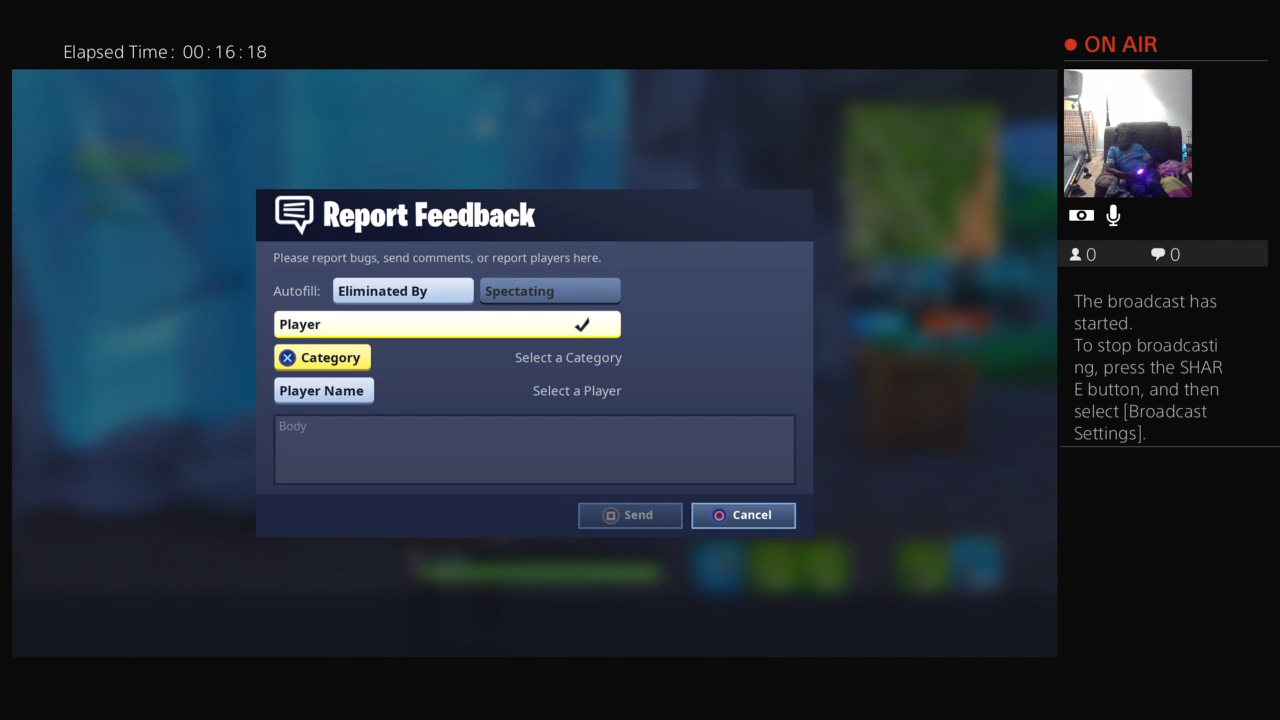 Elapsed Time: 00:16:18
ON AIR
Report Feedback
Please report bugs, send comments, or report players here.
Autofill: Eliminated By Spectating
Player
Category Select a Category
Player Name Select a Player
Body
Send Cancel
0 0
The broadcast has
started.
To stop broadcasti
ng, press the SHAR
E button, and then
select [Broadcast
Settings].